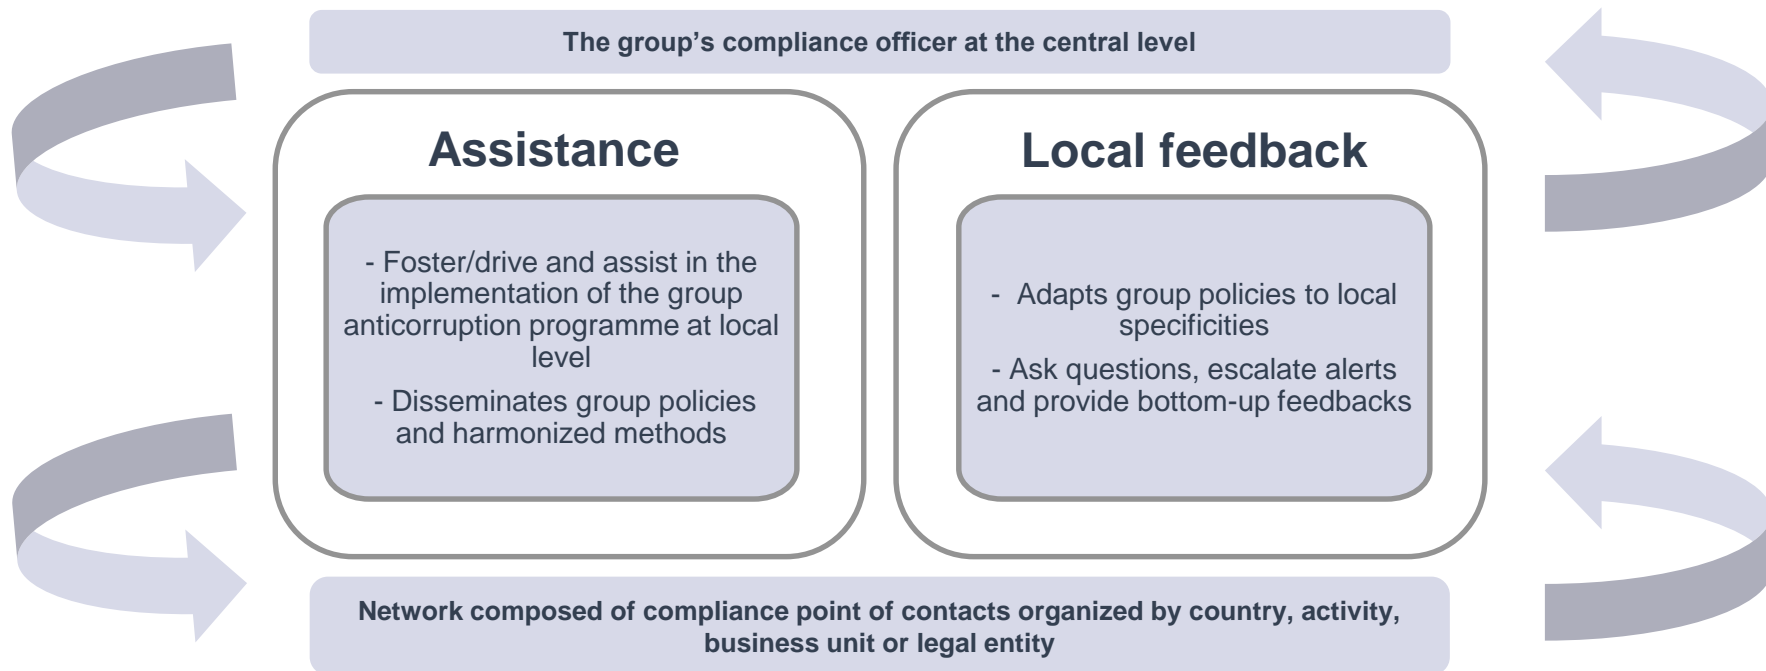 The group’s compliance officer at the central level
Assistance
- Foster/drive and assist in the
implementation of the group
anticorruption programme at local
level
- Disseminates group policies
and harmonized methods
Local feedback
- Adapts group policies to local
specificities
- Ask questions, escalate alerts
and provide bottom-up feedbacks
Network composed of compliance point of contacts organized by country, activity,
business unit or legal entity